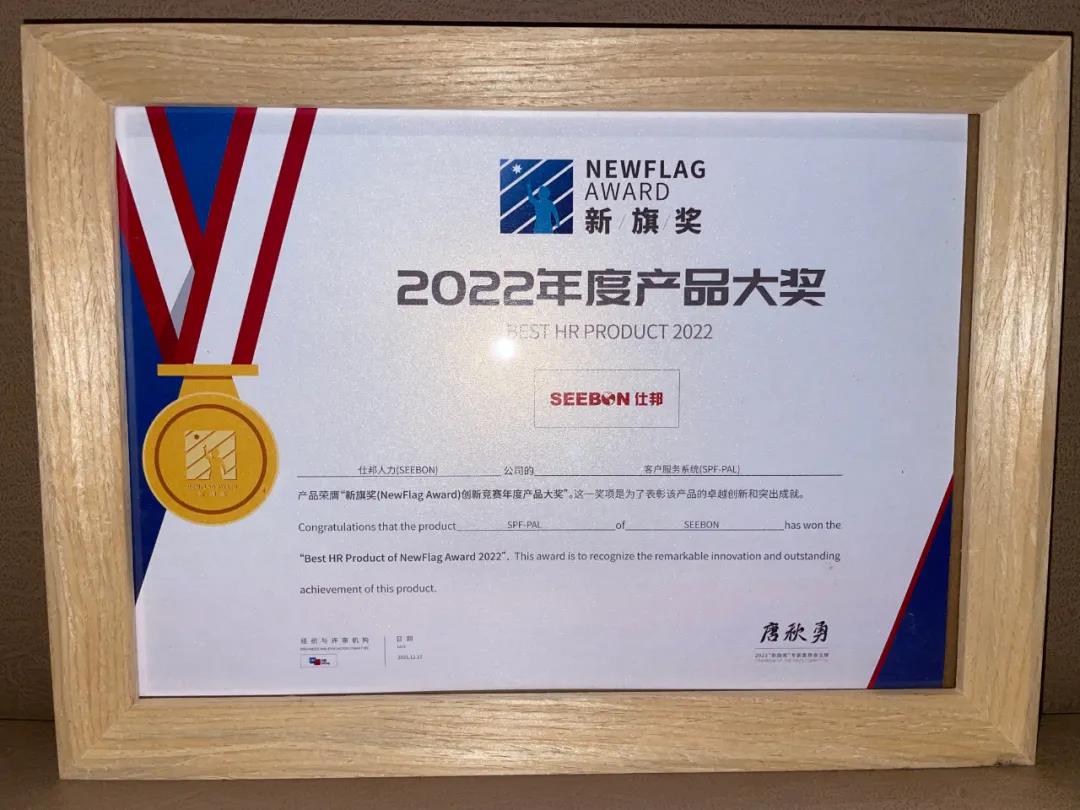 NEWFLAG
AWARD
新/旗/奖
2022年度产品大奖
BEST HR PRODUCT 2022
SEEBON 仕邦
仕邦人力(SEEBON) 公司的 客户服务系统(SPF-PAL)
产品荣膺“新旗奖(NewFlag Award)创新竞赛年度产品大奖”。这一奖项是为了表彰该产品的卓越创新和突出成就。
Congratulations that the product SPF-PAL of SEEBON has won the
“Best HR Product of NewFlag Award 2022”. This award is to recognize the remarkable innovation and outstanding
achievement of this product.
组织与评审机构
日期
唐秋勇